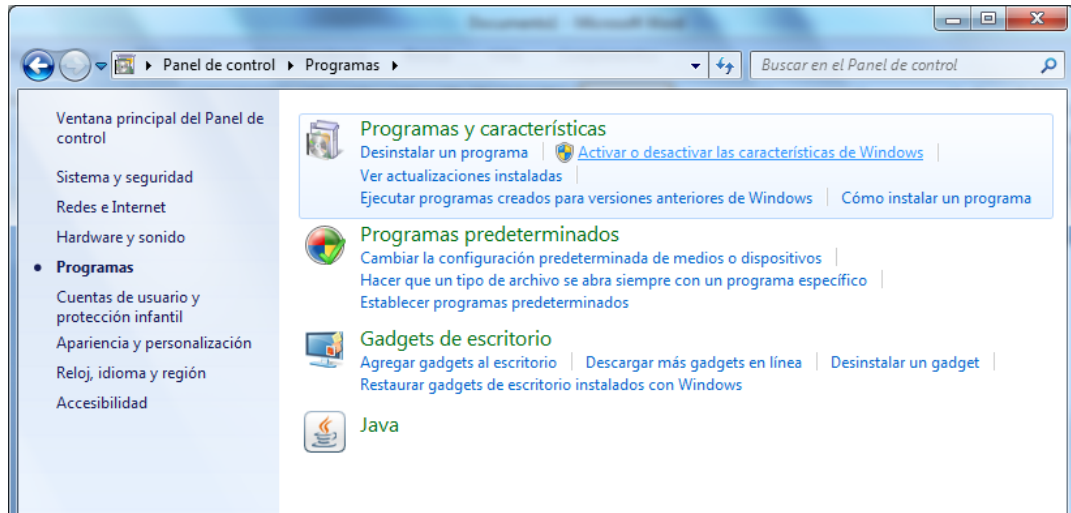 Documento1 - Microsoft Word
Panel de control Programas
Buscar en el Panel de control
Ventana principal del Panel de
control
Sistema y seguridad
Redes e Internet
Hardware y sonido
Programas
Cuentas de usuario y
protección infantil
Apariencia y personalización
Reloj, idioma y región
Accesibilidad
Programas y características
Desinstalar un programa Activar o desactivar las características de Windows
Ver actualizaciones instaladas
Ejecutar programas creados para versiones anteriores de Windows Cómo instalar un programa
Programas predeterminados
Cambiar la configuración predeterminada de medios o dispositivos
Hacer que un tipo de archivo se abra siempre con un programa específico
Establecer programas predeterminados
Gadgets de escritorio
Agregar gadgets al escritorio Descargar más gadgets en línea Desinstalar un gadget
Restaurar gadgets de escritorio instalados con Windows
Java